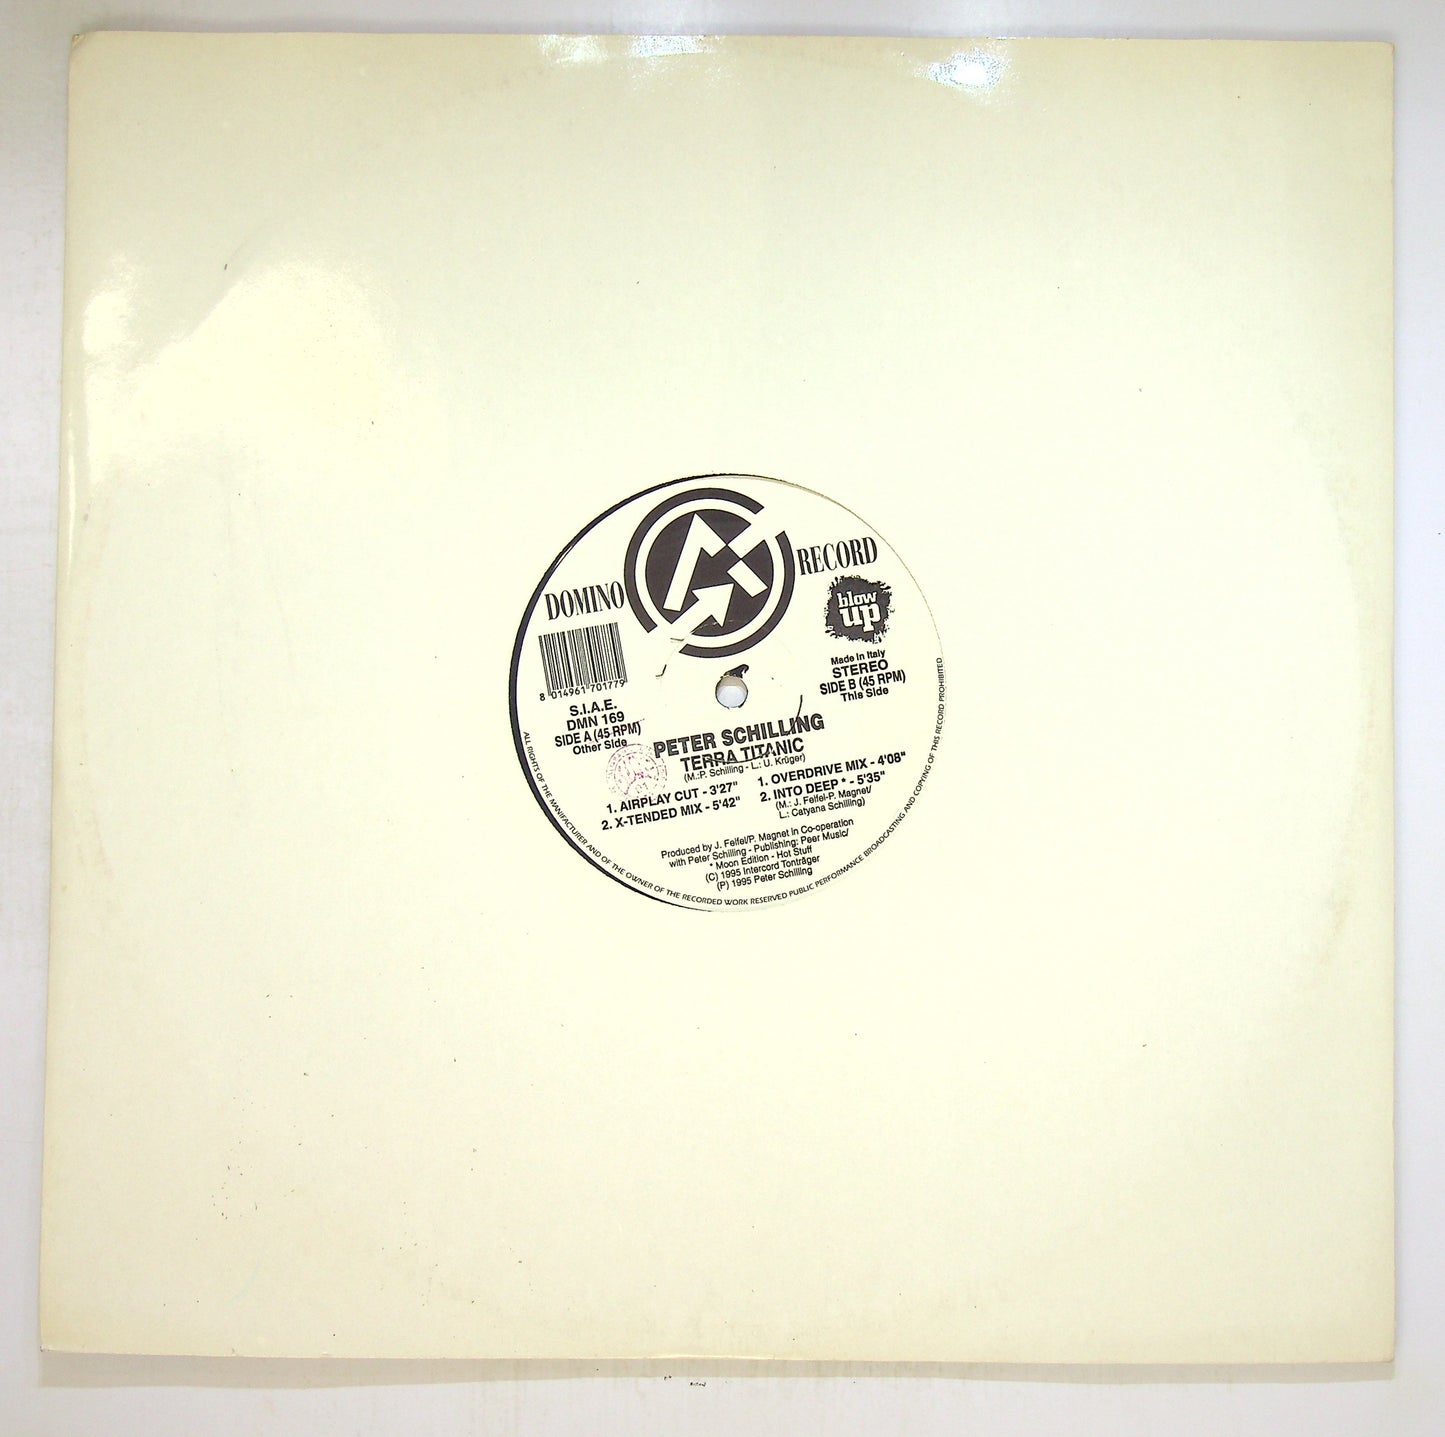 DOMINO RECORD
blow
up
8 014961 701779
S.I.A.E.
DMN 169
SIDE A (45 RPM)
Other Side
Made in Italy
STEREO
SIDE B (45 RPM)
This Side
PETER SCHILLING
TERRA TITANIC
(M.:P. Schilling - L.: U. Krüger)
1. AIRPLAY CUT - 3'27"
2. X-TENDED MIX - 5'42"
1. OVERDRIVE MIX - 4'08"
2. INTO DEEP * - 5'35"
(M.: J. Feifel-P. Magnet/
L.: Catyana Schilling)
Produced by J. Feifel/P. Magnet in Co-operation
with Peter Schilling - Publishing: Peer Music/
* Moon Edition - Hot Stuff
(C) 1995 Intercord Tonträger
(P) 1995 Peter Schilling
ALL RIGHTS OF THE MANIFACTURER AND OF THE OWNER OF THE RECORDED WORK RESERVED PUBLIC PERFORMANCE BROADCASTING AND COPYING OF THIS RECORD PROHIBITED